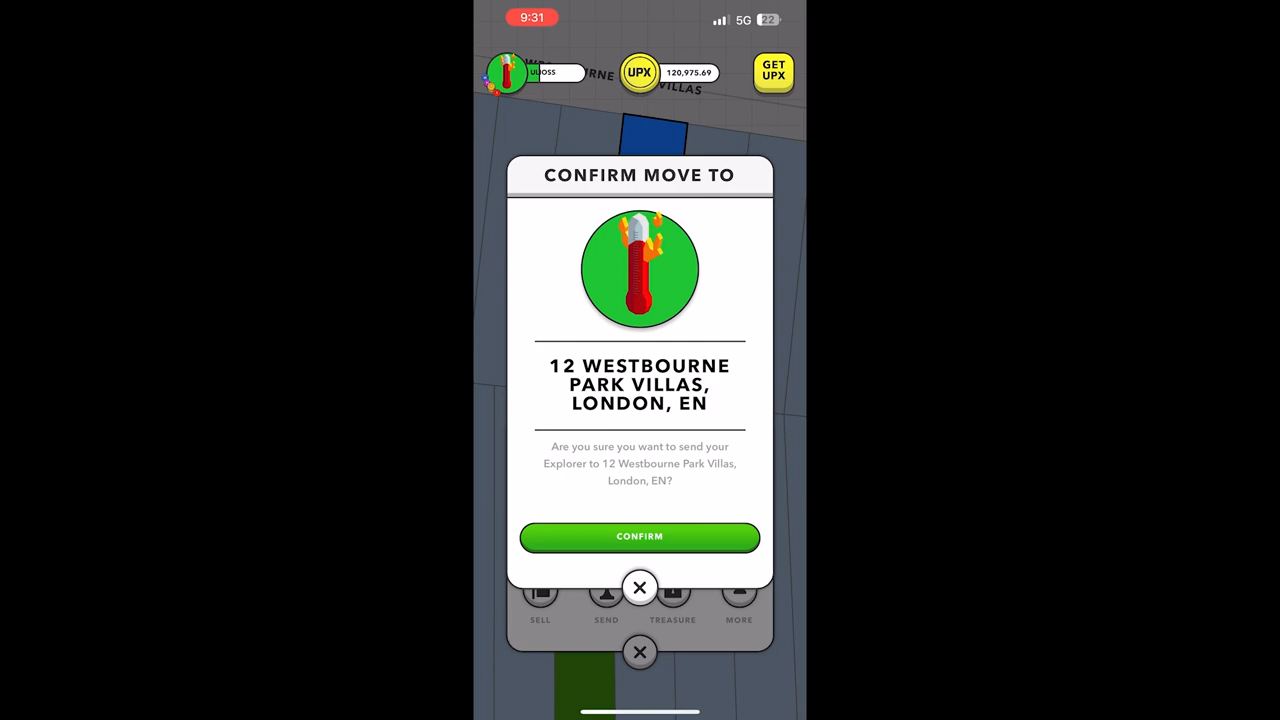 9:31
5G 22
UIJOSS
UPX
120,975.69
GET
UPX
VILLAS
CONFIRM MOVE TO
12 WESTBOURNE
PARK VILLAS,
LONDON, EN
Are you sure you want to send your
Explorer to 12 Westbourne Park Villas,
London, EN?
CONFIRM
SELL
SEND
TREASURE
MORE